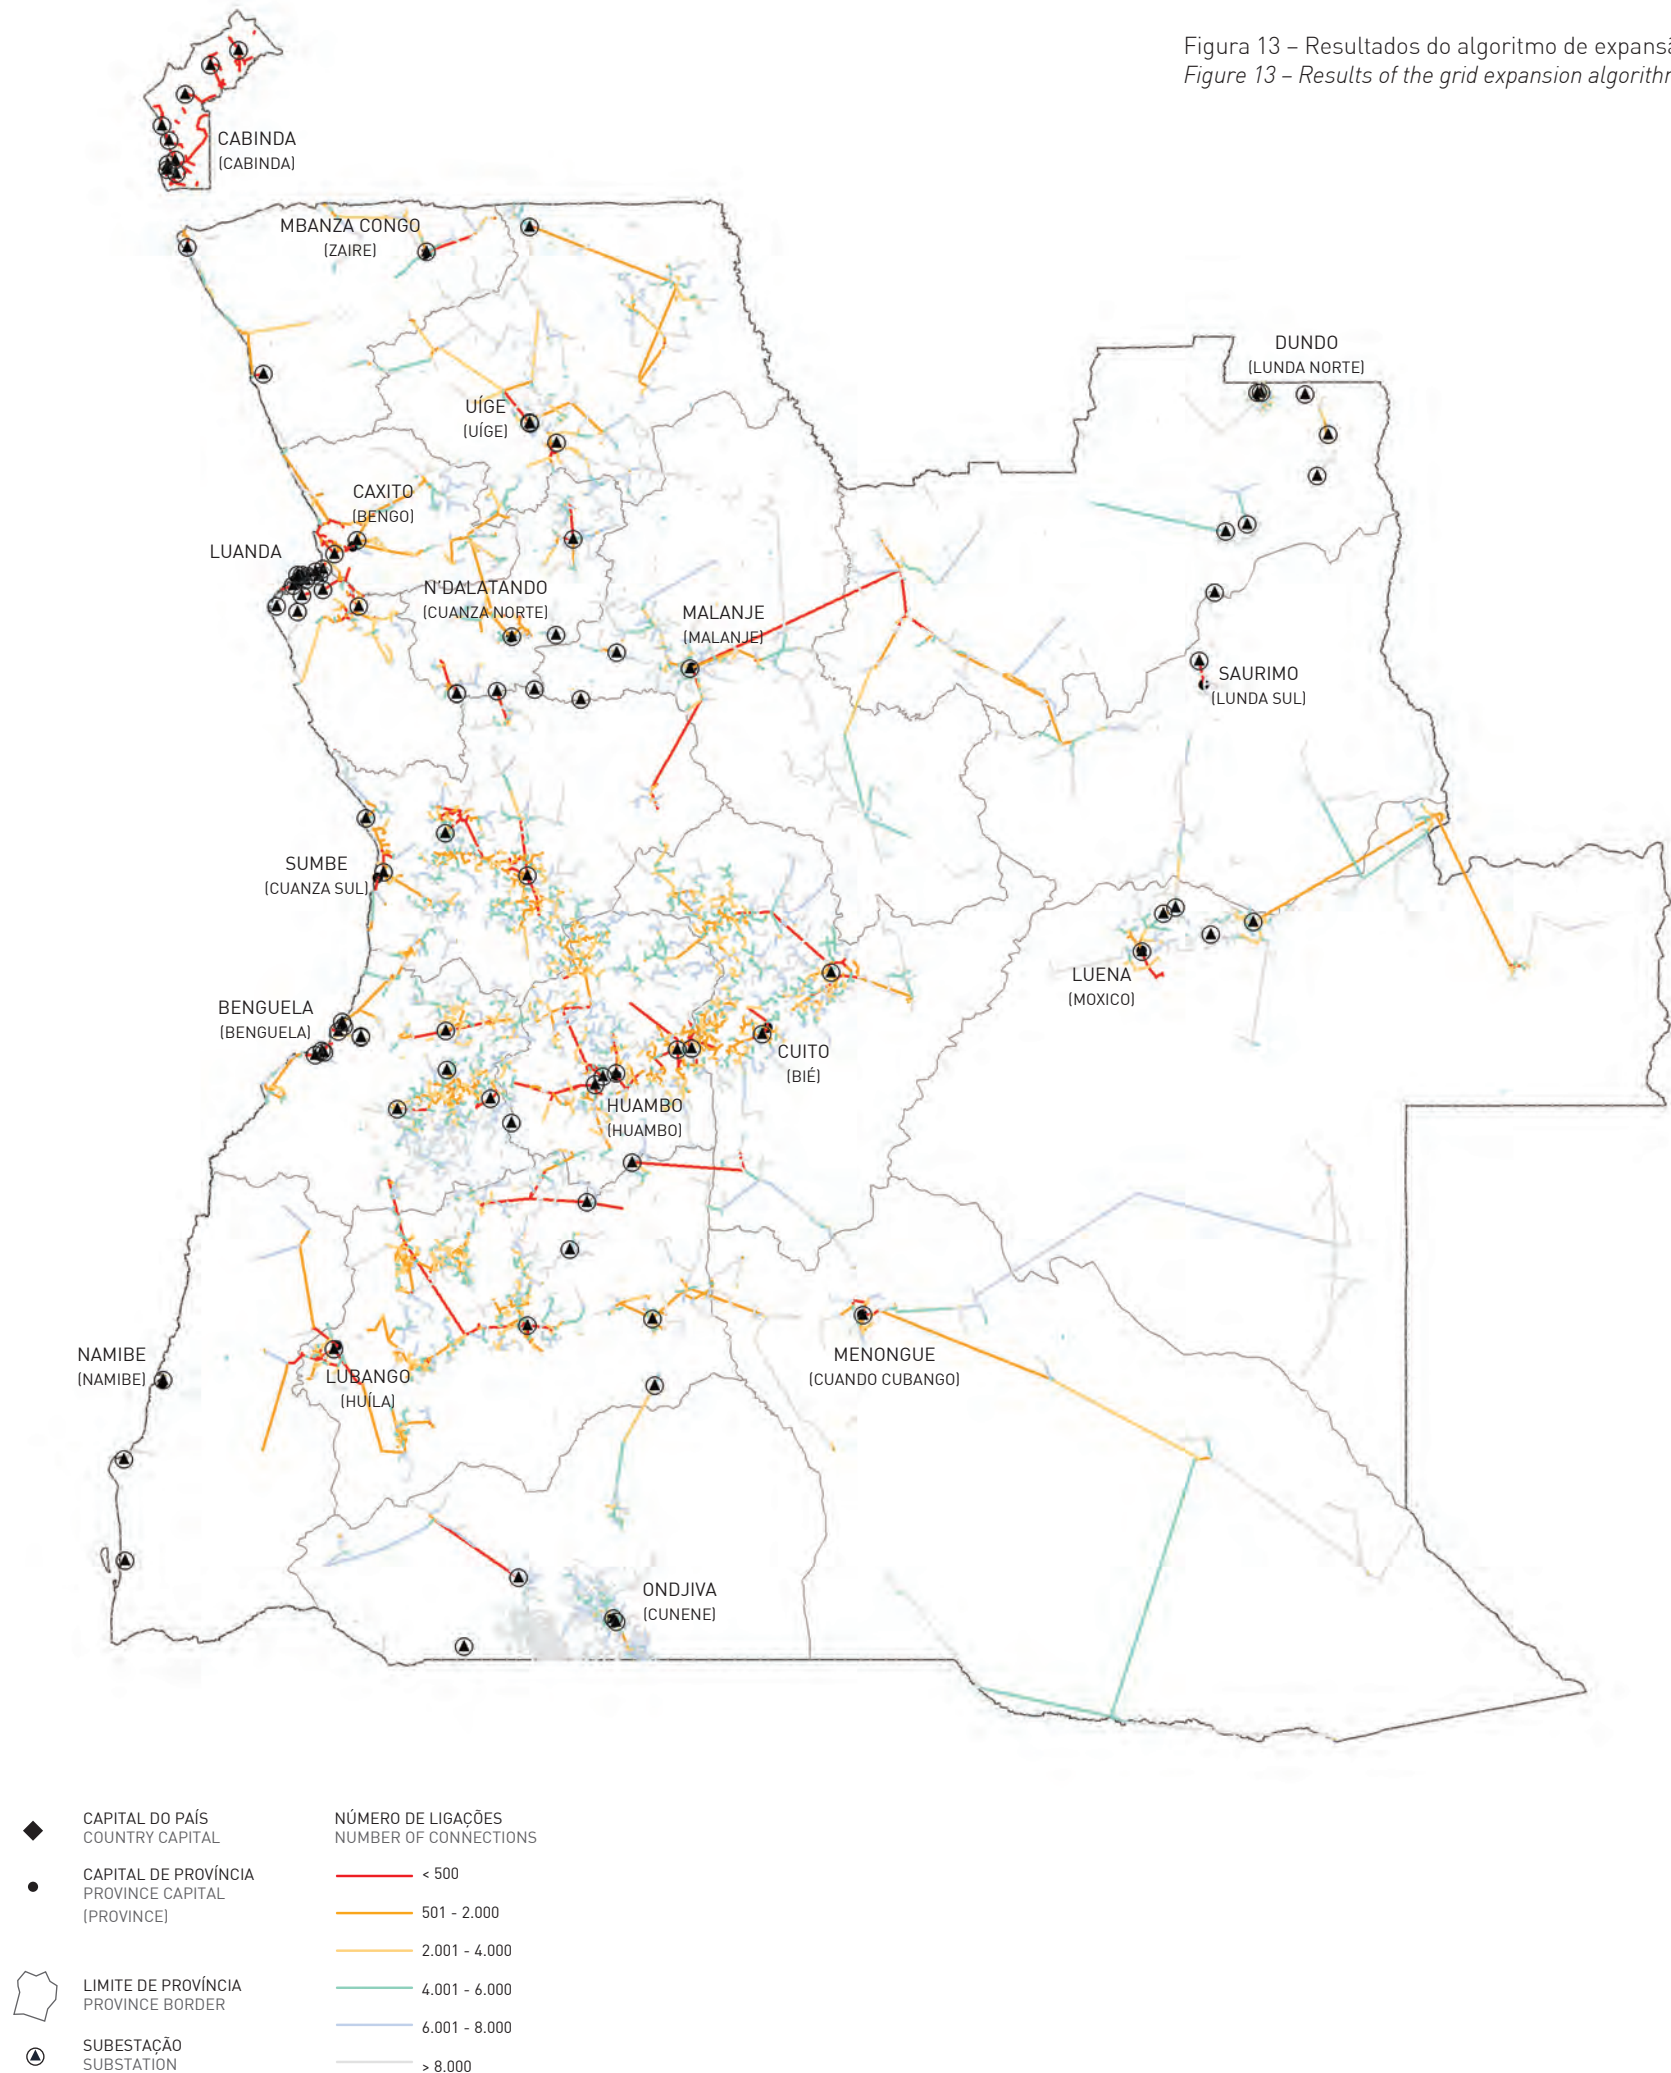 Figura 13 – Resultados do algoritmo de expans
Figure 13 – Results of the grid expansion algorith
CABINDA
(CABINDA)
MBANZA CONGO
(ZAIRE)
DUNDO
(LUNDA NORTE)
UÍGE
(UÍGE)
CAXITO
(BENGO)
LUANDA
N'DALATANDO
(CUANZA NORTE)
MALANJE
(MALANJE)
SAURIMO
(LUNDA SUL)
SUMBE
(CUANZA SUL)
LUENA
(MOXICO)
BENGUELA
(BENGUELA)
CUITO
(BIÉ)
HUAMBO
(HUAMBO)
NAMIBE
(NAMIBE)
LUBANGO
(HUÍLA)
MENONGUE
(CUANDO CUBANGO)
ONDJIVA
(CUNENE)
CAPITAL DO PAÍS
COUNTRY CAPITAL
CAPITAL DE PROVÍNCIA
PROVINCE CAPITAL
(PROVINCE)
LIMITE DE PROVÍNCIA
PROVINCE BORDER
SUBESTAÇÃO
SUBSTATION
NÚMERO DE LIGAÇÕES
NUMBER OF CONNECTIONS
< 500
501 - 2.000
2.001 - 4.000
4.001 - 6.000
6.001 - 8.000
> 8.000